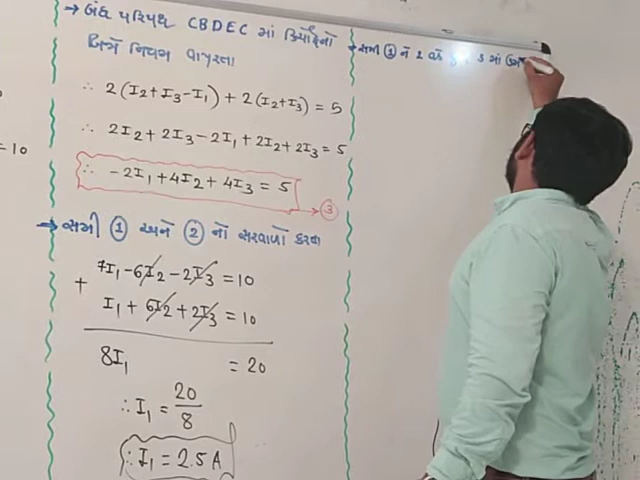 → બંધ પરિપથ CBDEC માં કિર્ચોફનો
બીજો નિયમ વાપરતા
∴ 2(I₂+I₃-I₁) + 2(I₂+I₃) = 5
∴ 2I₂ + 2I₃ - 2I₁ + 2I₂ + 2I₃ = 5
∴ -2I₁ + 4I₂ + 4I₃ = 5
→ ③
→ સમી ① અને ② નો સરવાળો કરતા
7I₁ - 6I₂ - 2I₃ = 10
+ I₁ + 6I₂ + 2I₃ = 10
8I₁ = 20
∴ I₁ = 20/8
∴ I₁ = 2.5 A
= 10
→ સમી ① ને 2 વડે